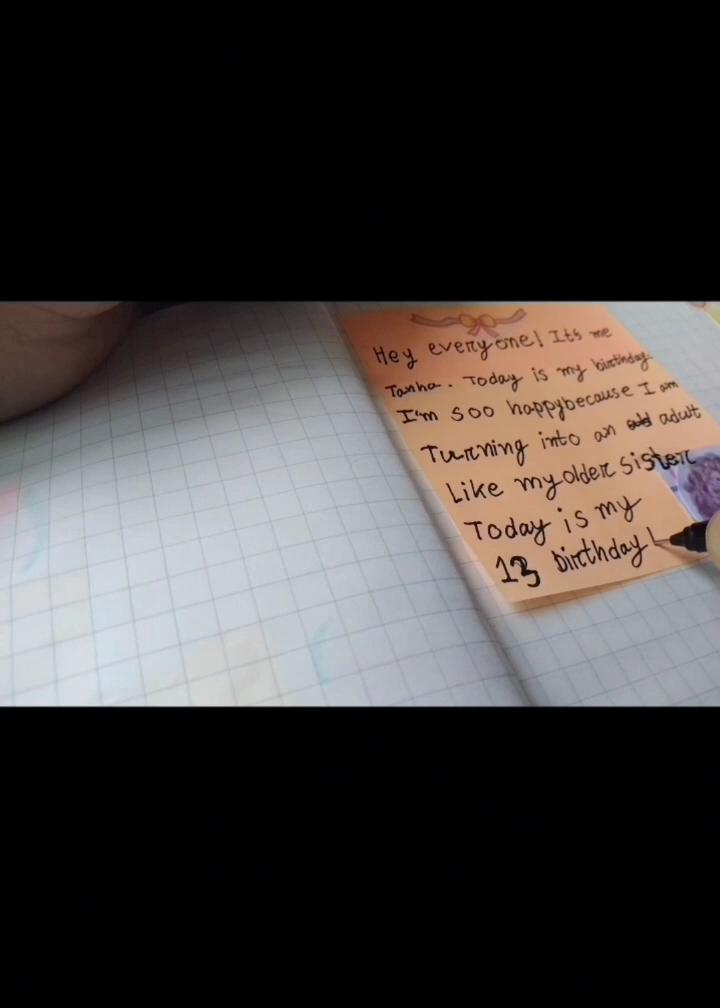 Hey everyone! Its me
Tanha. Today is my birthday.
I'm soo happybecause I am
Turning into an adult
Like my older sister
Today is my
13 birthday!